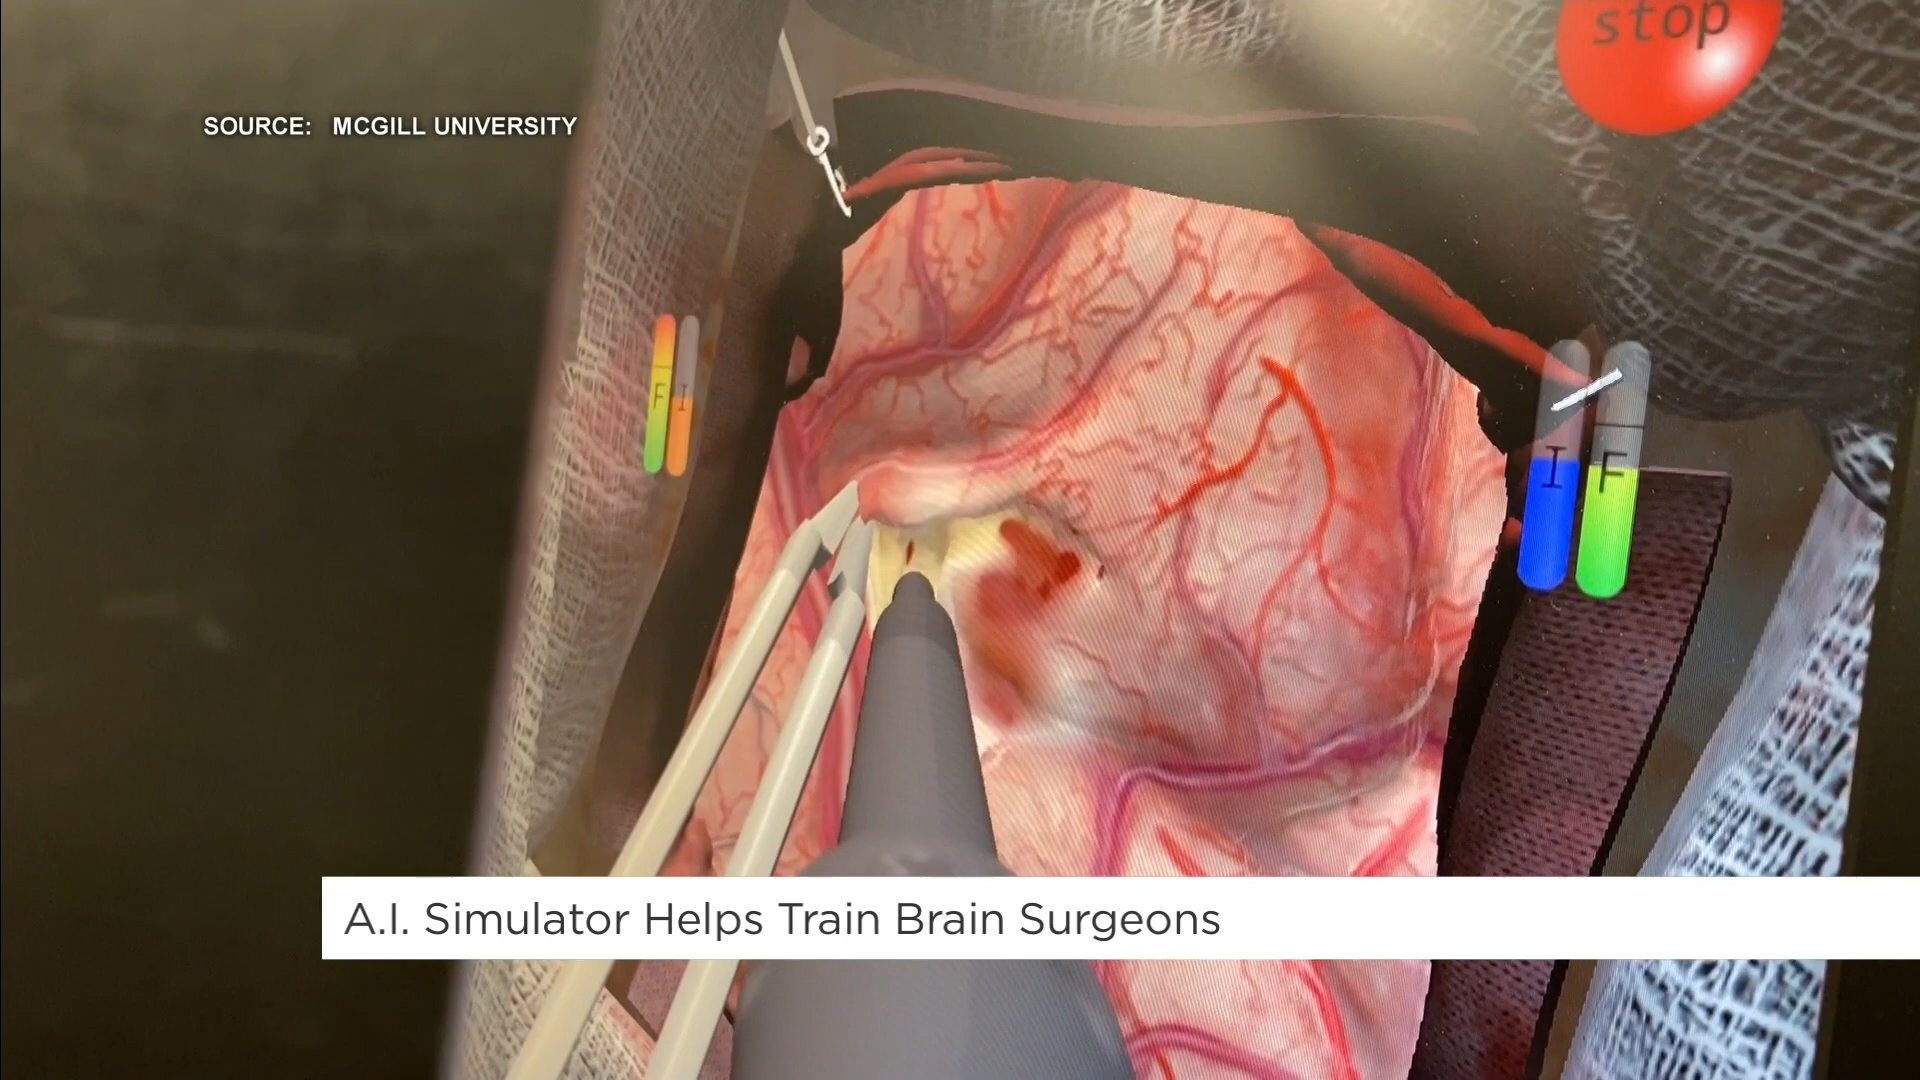 stop
SOURCE: MCGILL UNIVERSITY
F I
I F
A.I. Simulator Helps Train Brain Surgeons